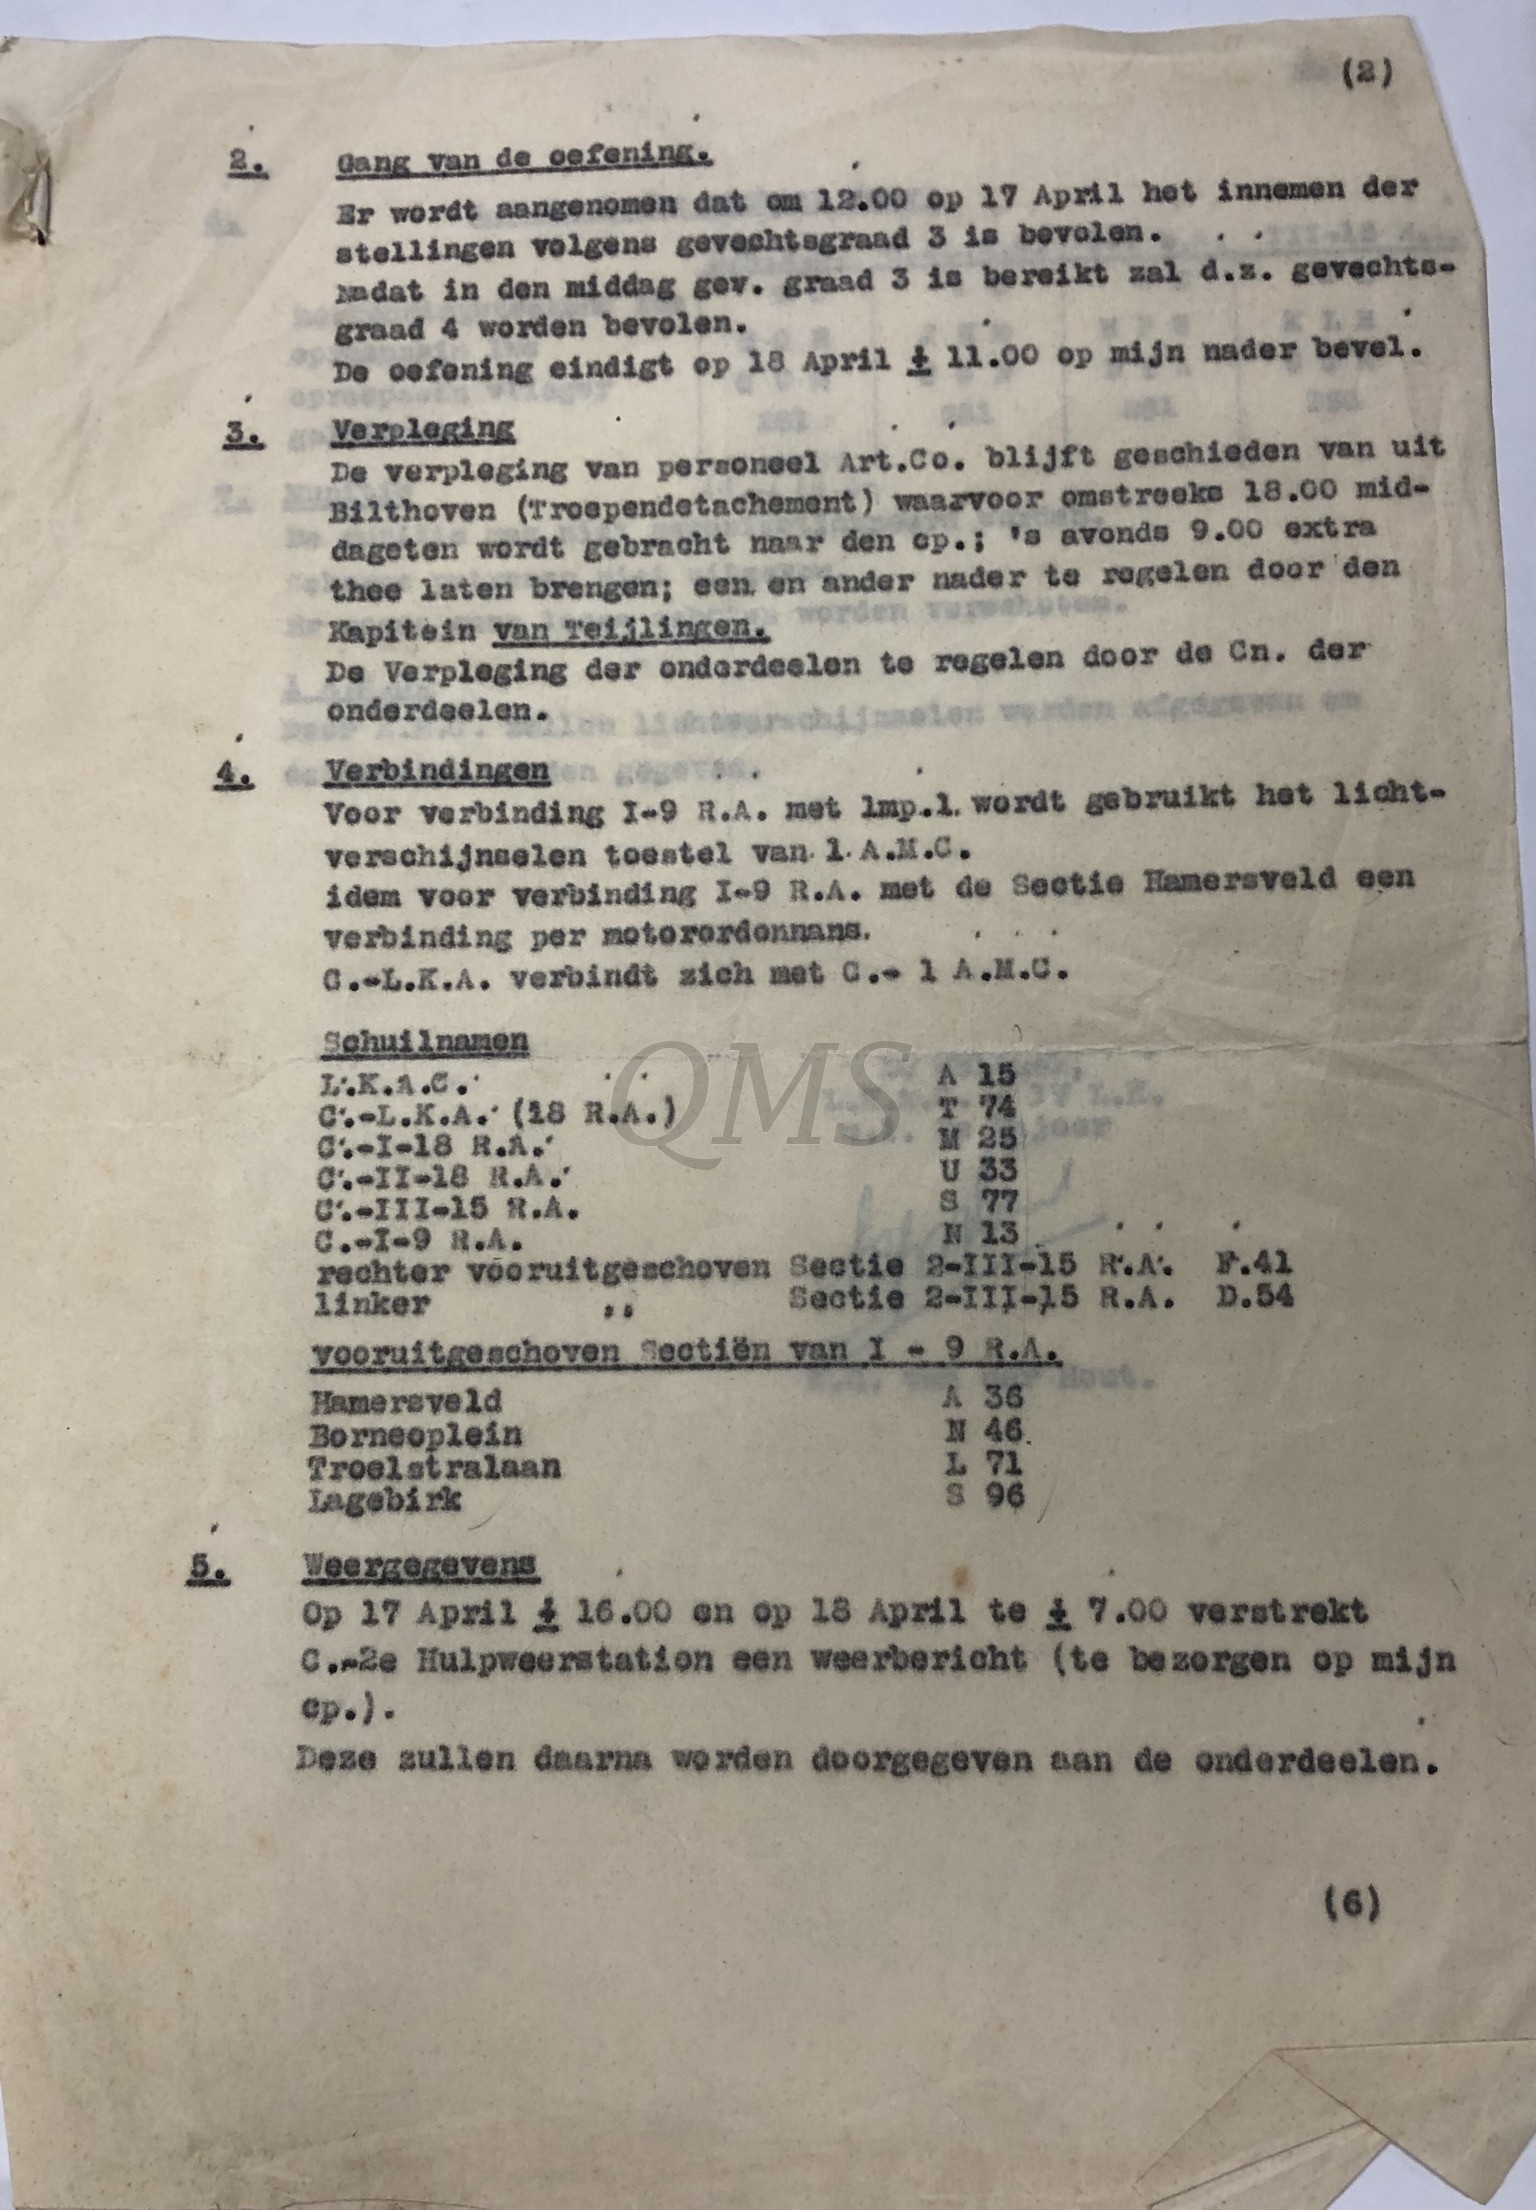 (2)
2. Gang van de oefening.
Er wordt aangenomen dat om 12.00 op 17 April het innemen der
stellingen volgens gevechtsgraad 3 is bevolen.
Nadat in den middag gev. graad 3 is bereikt zal d.z. gevechts-
graad 4 worden bevolen.
De oefening eindigt op 18 April ± 11.00 op mijn nader bevel.
3. Verpleging
De verpleging van personeel Art.Co. blijft geschieden van uit
Bilthoven (Troependetachement) waarvoor omstreeks 18.00 mid-
dageten wordt gebracht naar den cp.; 's avonds 9.00 extra
thee laten brengen; een en ander nader te regelen door den
Kapitein van Teijlingen.
De Verpleging der onderdeelen te regelen door de Cn. der
onderdeelen.
4. Verbindingen
Voor verbinding I-9 R.A. met lmp.l. wordt gebruikt het licht-
verschijnselen toestel van 1 A.M.C.
idem voor verbinding I-9 R.A. met de Sectie Hamersveld een
verbinding per motorordonnans.
C.-L.K.A. verbindt zich met C.- 1 A.M.C.
Schuilnamen
L.K.A.C. A 15
C.-L.K.A. (18 R.A.) T 74
C.-I-18 R.A. M 25
C.-II-18 R.A. U 33
C.-III-15 R.A. S 77
C.-I-9 R.A. N 13
rechter vooruitgeschoven Sectie 2-III-15 R.A. F.41
linker ,, Sectie 2-III-15 R.A. D.54
vooruitgeschoven Sectiën van I - 9 R.A.
Hamersveld A 36
Borneoplein N 46
Troelstralaan L 71
Lagebirk S 96
5. Weergegevens
Op 17 April ± 16.00 en op 18 April te ± 7.00 verstrekt
C.-2e Hulpweerstation een weerbericht (te bezorgen op mijn
cp.).
Deze zullen daarna worden doorgegeven aan de onderdeelen.
(6)
QMS